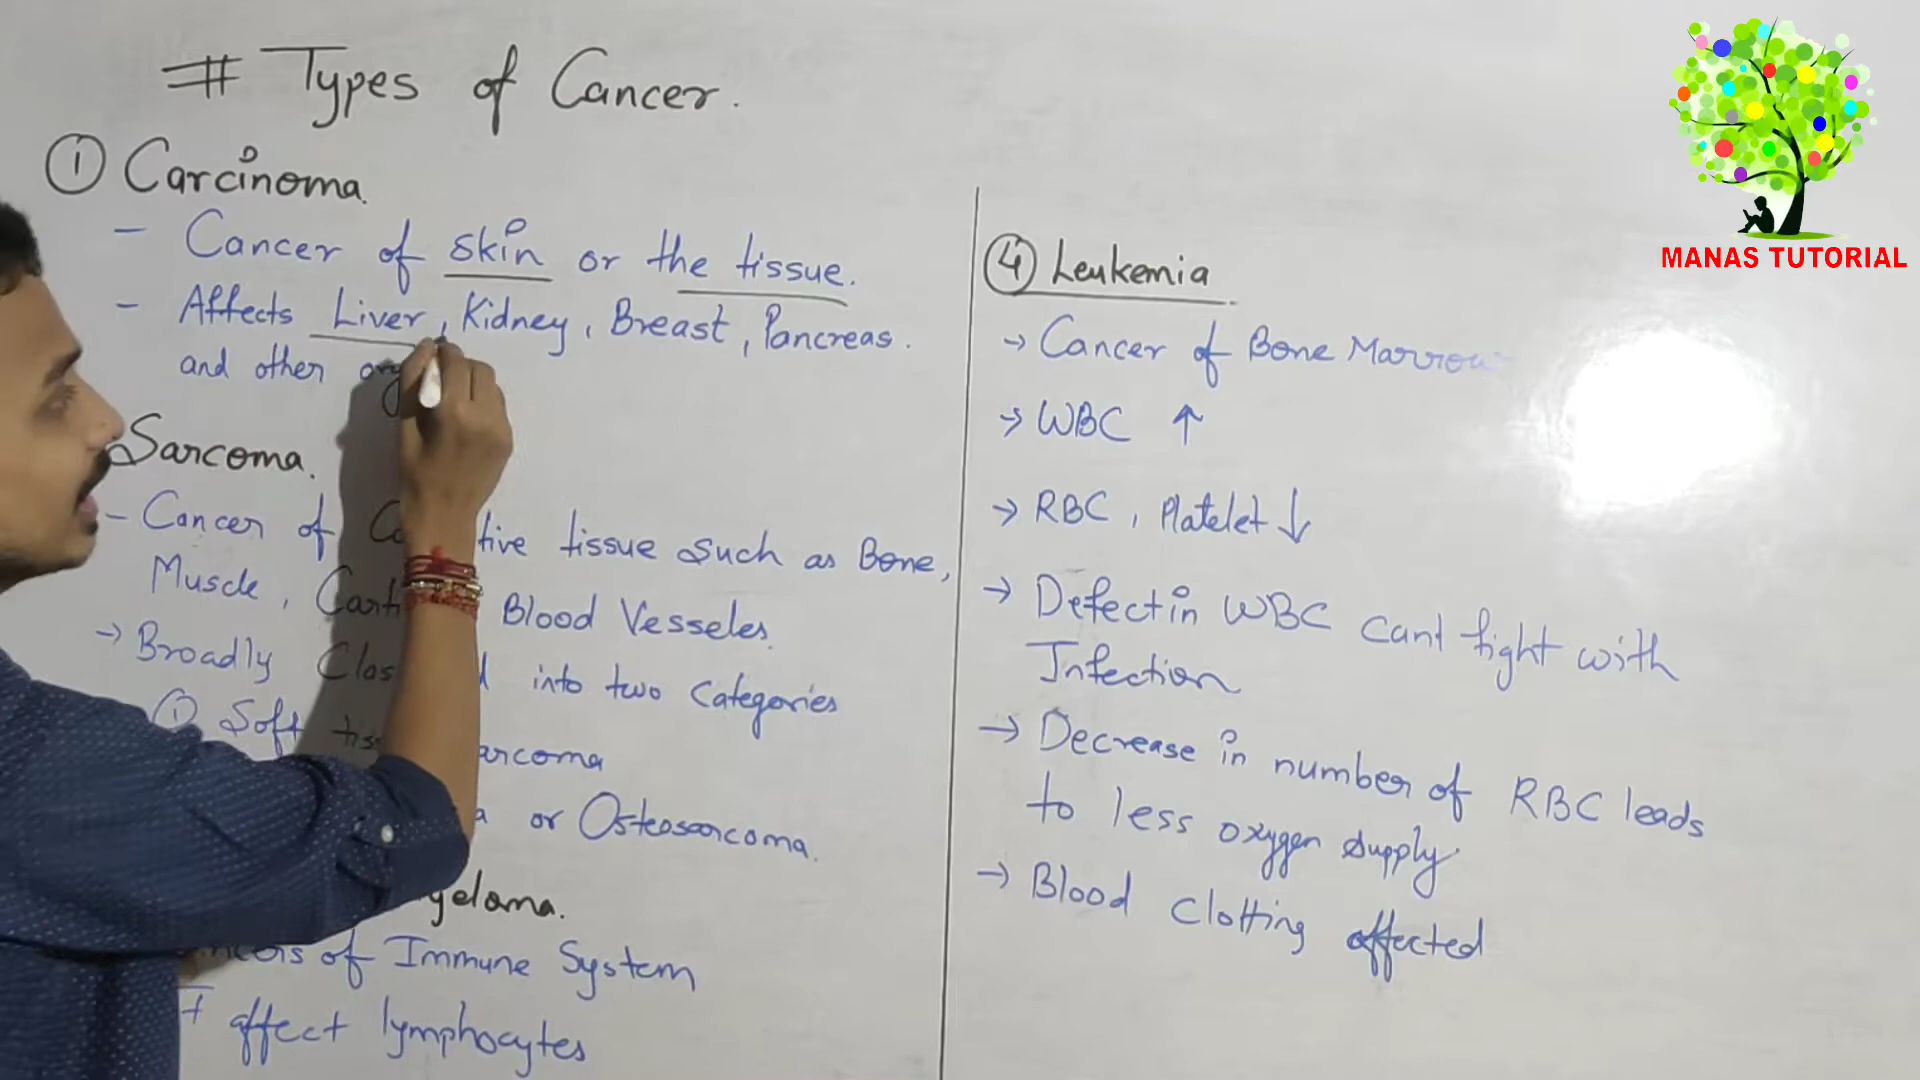 # Types of Cancer.
① Carcinoma.
- Cancer of skin or the tissue.
- Affects Liver, Kidney, Breast, Pancreas.
and other
Sarcoma.
- Cancer of tissue such as Bone,
Muscle, Blood Vesseles.
→ Broadly into two Categories
① Soft
or Osteosarcoma.
of Immune System
affect lymphocytes
④ Leukemia
→ Cancer of Bone Marrow
→ WBC ↑
→ RBC, Platelet ↓
→ Defect in WBC cant fight with
Infection
→ Decrease in number of RBC leads
to less oxygen supply
→ Blood Clotting affected
MANAS TUTORIAL